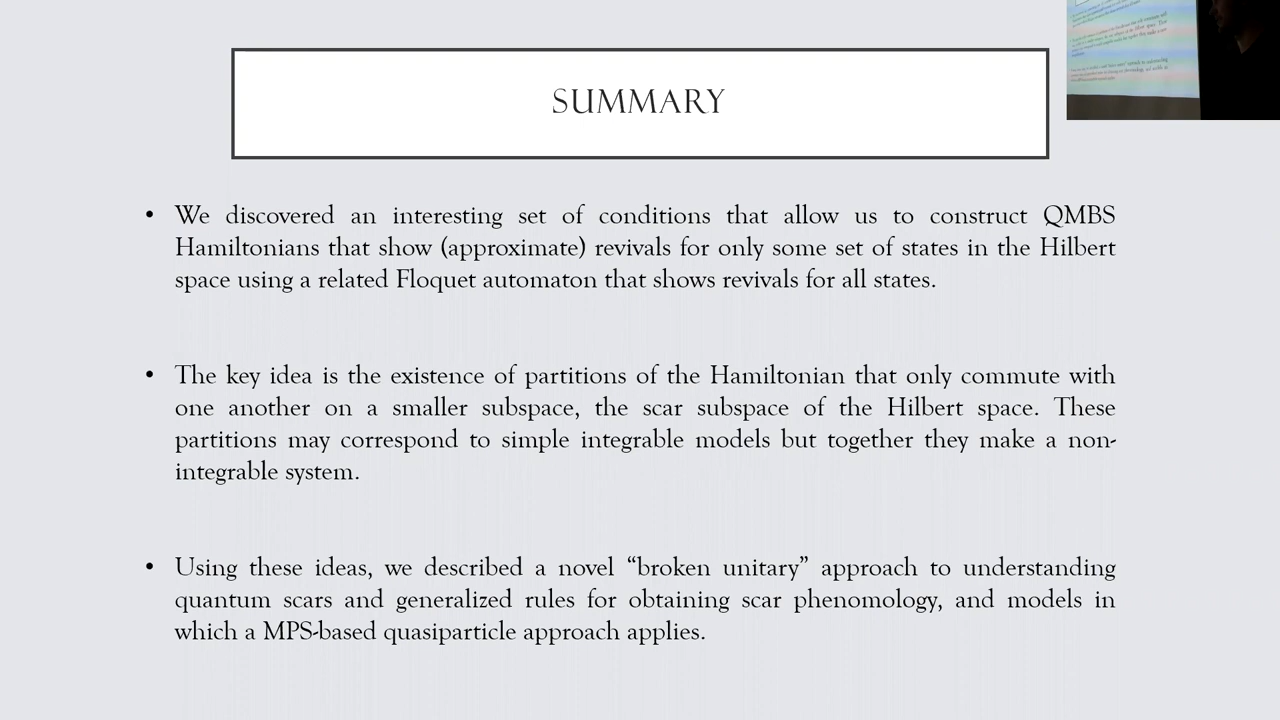 SUMMARY
• We discovered an interesting set of conditions that allow us to construct QMBS
Hamiltonians that show (approximate) revivals for only some set of states in the Hilbert
space using a related Floquet automaton that shows revivals for all states.
• The key idea is the existence of partitions of the Hamiltonian that only commute with
one another on a smaller subspace, the scar subspace of the Hilbert space. These
partitions may correspond to simple integrable models but together they make a non-
integrable system.
• Using these ideas, we described a novel “broken unitary” approach to understanding
quantum scars and generalized rules for obtaining scar phenomology, and models in
which a MPS-based quasiparticle approach applies.